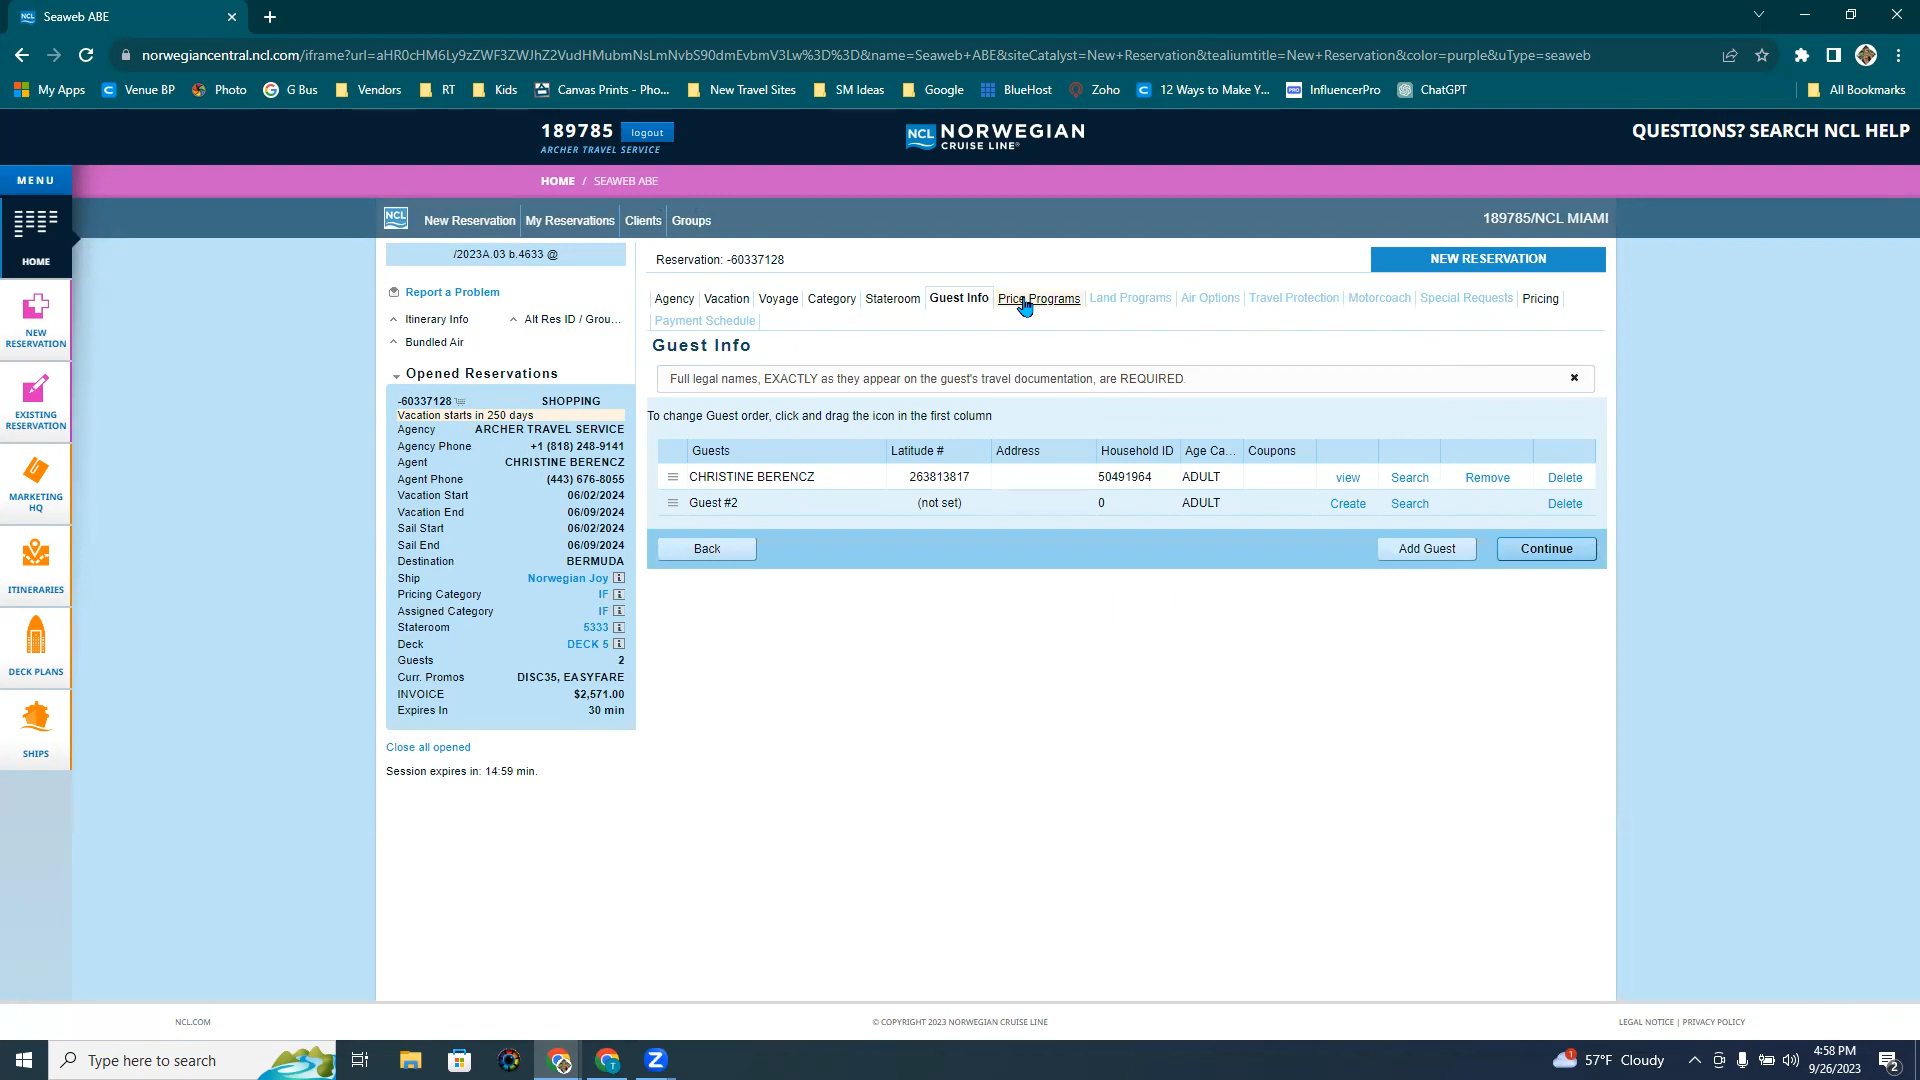 Seaweb ABE
norwegiancentral.ncl.com/iframe?url=aHR0cHM6Ly9zZWF3ZWJhZ2VudHMubmNsLmNvbS90dmEvbmV3Lw%3D%3D&name=Seaweb+ABE&siteCatalyst=New+Reservation&tealiumtitle=New+Reservation&color=purple&uType=seaweb
My Apps Venue BP Photo G Bus Vendors RT Kids Canvas Prints - Pho... New Travel Sites SM Ideas Google BlueHost Zoho 12 Ways to Make Y... InfluencerPro ChatGPT All Bookmarks
189785 logout
ARCHER TRAVEL SERVICE
NCL NORWEGIAN
CRUISE LINE®
QUESTIONS? SEARCH NCL HELP
MENU
HOME / SEAWEB ABE
NCL New Reservation My Reservations Clients Groups 189785/NCL MIAMI
HOME
NEW
RESERVATION
EXISTING
RESERVATION
MARKETING
HQ
ITINERARIES
DECK PLANS
SHIPS
/2023A.03 b.4633 @
Report a Problem
Itinerary Info Alt Res ID / Grou...
Bundled Air
Opened Reservations
-60337128 SHOPPING
Vacation starts in 250 days
Agency ARCHER TRAVEL SERVICE
Agency Phone +1 (818) 248-9141
Agent CHRISTINE BERENCZ
Agent Phone (443) 676-8055
Vacation Start 06/02/2024
Vacation End 06/09/2024
Sail Start 06/02/2024
Sail End 06/09/2024
Destination BERMUDA
Ship Norwegian Joy i
Pricing Category IF i
Assigned Category IF i
Stateroom 5333 i
Deck DECK 5 i
Guests 2
Curr. Promos DISC35, EASYFARE
INVOICE $2,571.00
Expires In 30 min
Close all opened
Session expires in: 14:59 min.
Reservation: -60337128 NEW RESERVATION
Agency Vacation Voyage Category Stateroom Guest Info Price Programs Land Programs Air Options Travel Protection Motorcoach Special Requests Pricing
Payment Schedule
Guest Info
Full legal names, EXACTLY as they appear on the guest's travel documentation, are REQUIRED.
To change Guest order, click and drag the icon in the first column
Guests Latitude # Address Household ID Age Ca... Coupons
CHRISTINE BERENCZ 263813817 50491964 ADULT view Search Remove Delete
Guest #2 (not set) 0 ADULT Create Search Delete
Back Add Guest Continue
NCL.COM © COPYRIGHT 2023 NORWEGIAN CRUISE LINE LEGAL NOTICE | PRIVACY POLICY
Type here to search
1 57°F Cloudy
4:58 PM
9/26/2023
2